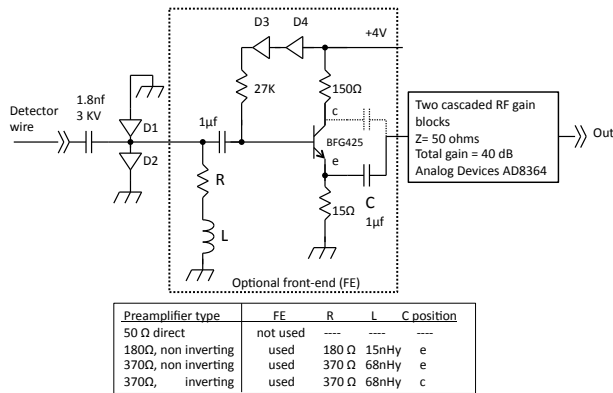 D3 D4
+4V
1.8nf
3 KV
Detector
wire
D1
D2
27K
150Ω
1µf
c
BFG425
e
R
L
15Ω
C
1µf
Optional front-end (FE)
Two cascaded RF gain
blocks
Z= 50 ohms
Total gain = 40 dB
Analog Devices AD8364
Out
Preamplifier type FE R L C position
50 Ω direct not used ---- ---- ----
180Ω, non inverting used 180 Ω 15nHy e
370Ω, non inverting used 370 Ω 68nHy e
370Ω, inverting used 370 Ω 68nHy c